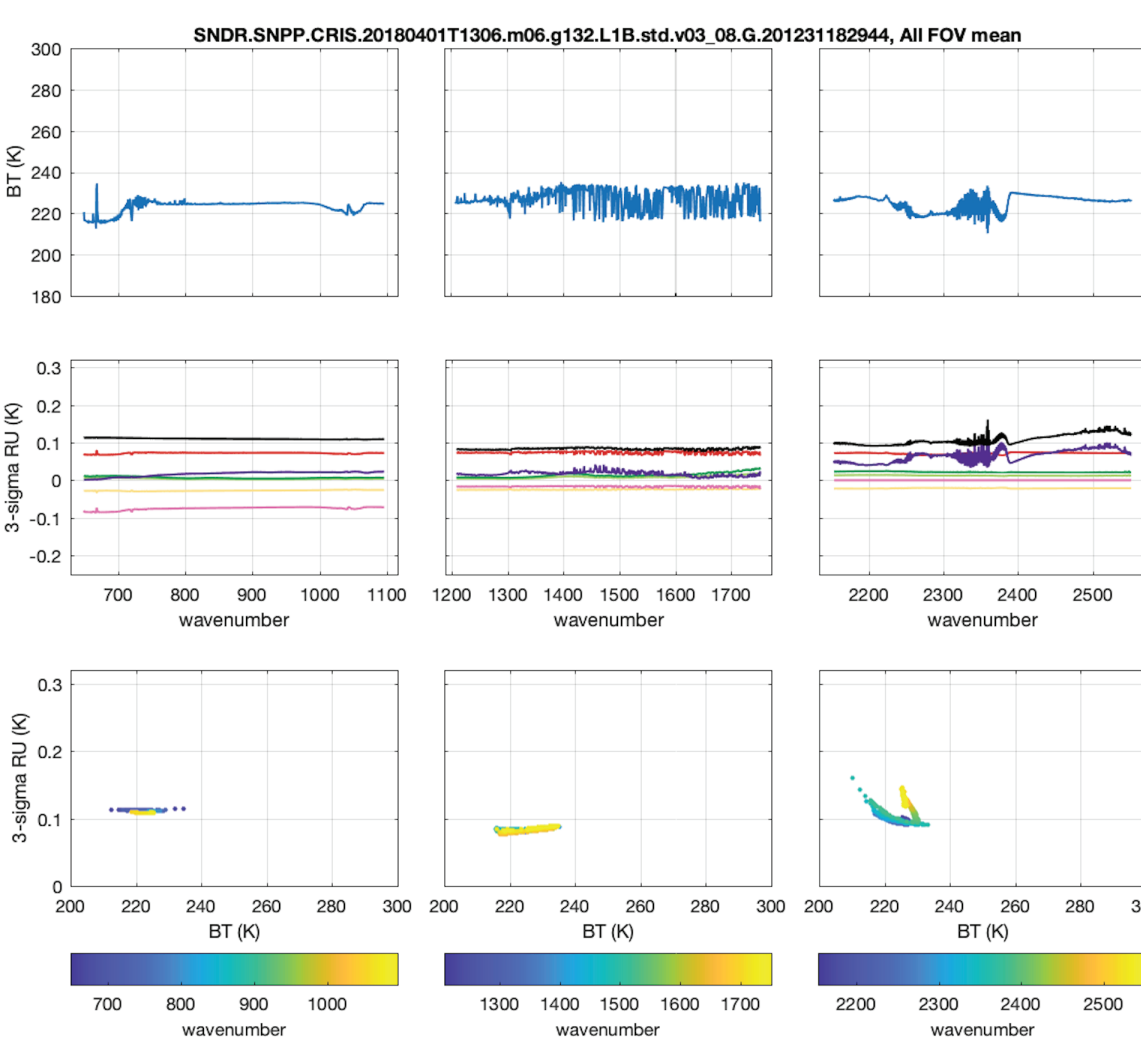 SNDR.SNPP.CRIS.20180401T1306.m06.g132.L1B.std.v03_08.G.201231182944, All FOV mean
300
280
260
240
220
200
180
BT (K)
0.3
0.2
0.1
0
-0.1
-0.2
3-sigma RU (K)
700 800 900 1000 1100
wavenumber
1200 1300 1400 1500 1600 1700
wavenumber
2200 2300 2400 2500
wavenumber
0.3
0.2
0.1
0
3-sigma RU (K)
200 220 240 260 280 300
BT (K)
200 220 240 260 280 300
BT (K)
200 220 240 260 280
BT (K)
700 800 900 1000
wavenumber
1300 1400 1500 1600 1700
wavenumber
2200 2300 2400 2500
wavenumber